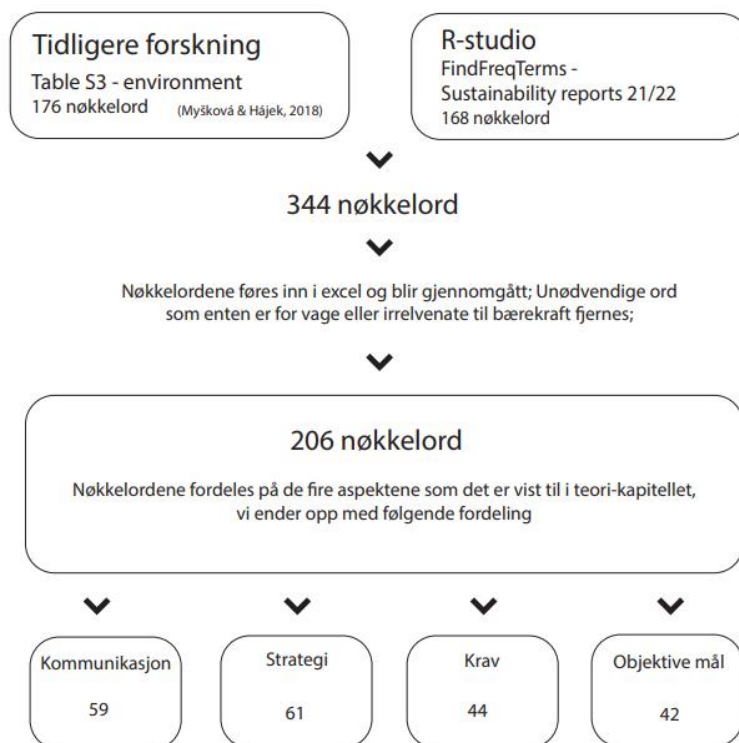 Tidligere forskning
Table S3 - environment
176 nøkkelord (Myšková & Hájek, 2018)
R-studio
FindFreqTerms -
Sustainability reports 21/22
168 nøkkelord
344 nøkkelord
Nøkkelordene føres inn i excel og blir gjennomgått; Unødvendige ord
som enten er for vage eller irrelvenate til bærekraft fjernes;
206 nøkkelord
Nøkkelordene fordeles på de fire aspektene som det er vist til i teori-kapitellet,
vi ender opp med følgende fordeling
Kommunikasjon
59
Strategi
61
Krav
44
Objektive mål
42